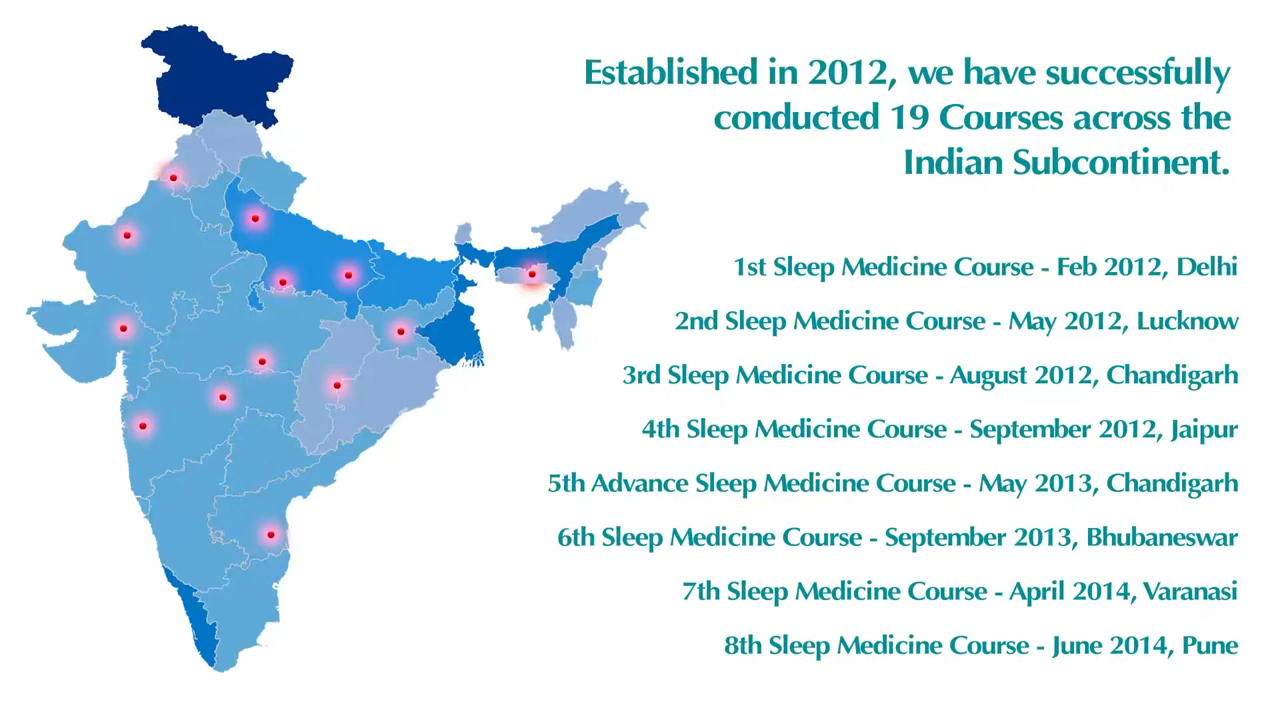 Established in 2012, we have successfully
conducted 19 Courses across the
Indian Subcontinent.
1st Sleep Medicine Course - Feb 2012, Delhi
2nd Sleep Medicine Course - May 2012, Lucknow
3rd Sleep Medicine Course - August 2012, Chandigarh
4th Sleep Medicine Course - September 2012, Jaipur
5th Advance Sleep Medicine Course - May 2013, Chandigarh
6th Sleep Medicine Course - September 2013, Bhubaneswar
7th Sleep Medicine Course - April 2014, Varanasi
8th Sleep Medicine Course - June 2014, Pune